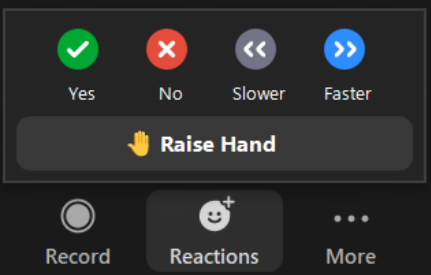 Yes No Slower Faster
Raise Hand
Record Reactions More